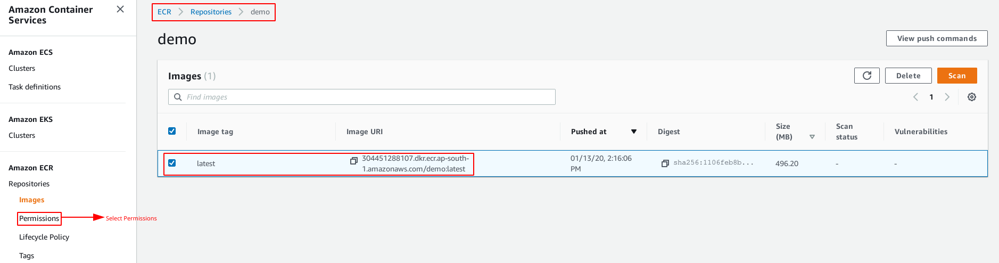 Amazon Container
Services
Amazon ECS
Clusters
Task definitions
Amazon EKS
Clusters
Amazon ECR
Repositories
Images
Permissions
Select Permissions
Lifecycle Policy
Tags
ECR
Repositories
demo
demo
View push commands
Images (1)
Delete
Scan
Find images
1
Image tag
Image URI
Pushed at
Digest
Size
(MB)
Scan
status
Vulnerabilities
latest
304451288107.dkr.ecr.ap-south-
1.amazonaws.com/demo:latest
01/13/20, 2:16:06
PM
sha256:1106feb8b...
496.20
-
-